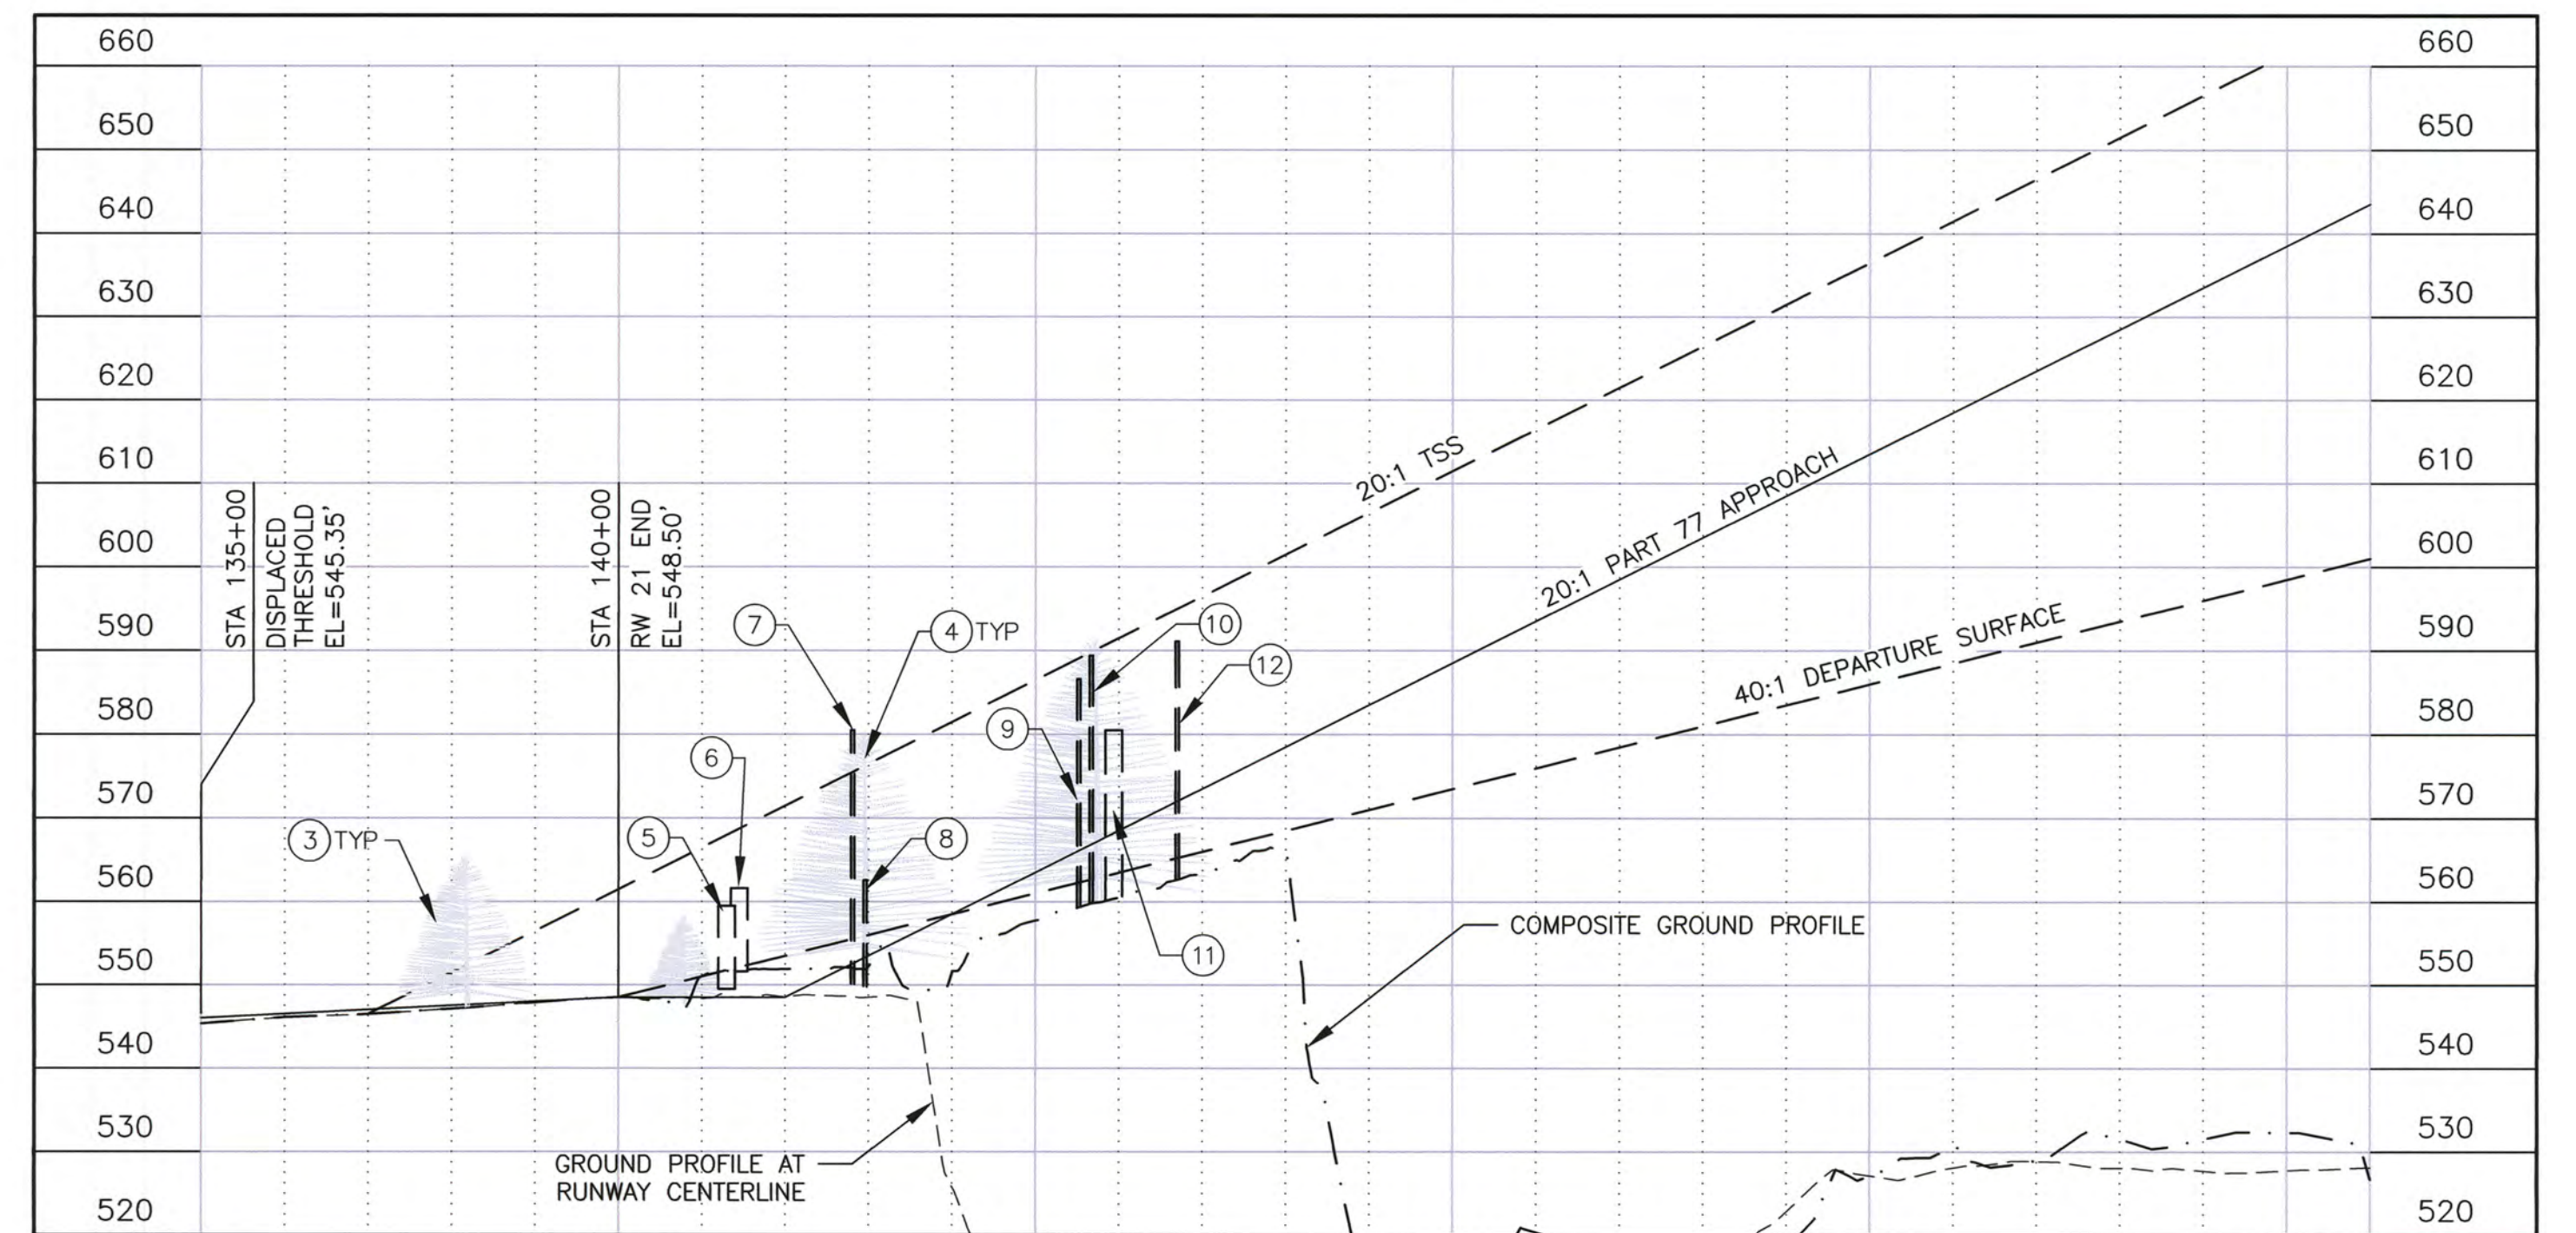 660
660
650
650
640
640
630
630
620
620
610
610
600
600
590
590
580
580
570
570
560
560
550
550
540
540
530
530
520
520
STA 135+00
DISPLACED
THRESHOLD
EL=545.35'
STA 140+00
RW 21 END
EL=548.50'
20:1 TSS
20:1 PART 77 APPROACH
40:1 DEPARTURE SURFACE
7
4 TYP
10
12
9
6
5
8
3 TYP
11
COMPOSITE GROUND PROFILE
GROUND PROFILE AT
RUNWAY CENTERLINE